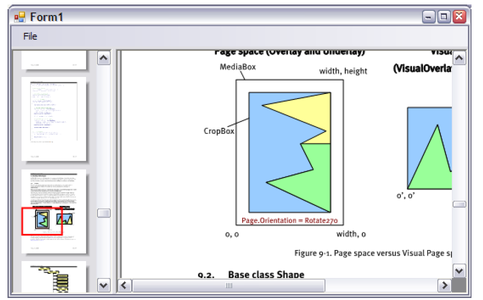 Form1
File
Page space (Overlay and Underlay)
MediaBox
width, height
(VisualOverla
CropBox
Page.Orientation = Rotate270
0, 0
width, 0
0', 0'
Figure 9-1. Page space versus Visual Page sp
9.2. Base class Shape